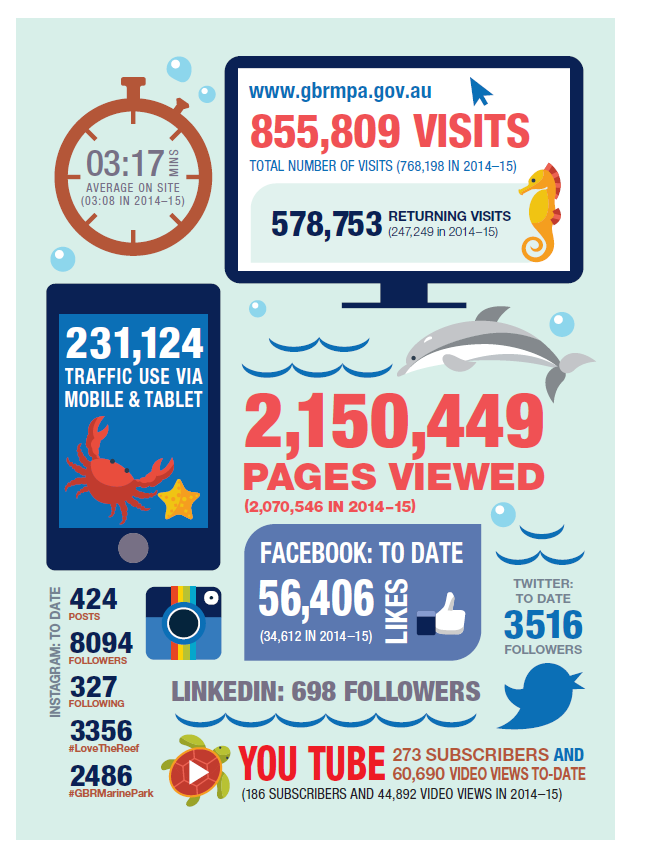 www.gbrmpa.gov.au
855,809 VISITS
TOTAL NUMBER OF VISITS (768,198 IN 2014–15)
578,753 RETURNING VISITS
(247,249 in 2014–15)
03:17 MINS
AVERAGE ON SITE
(03:08 IN 2014–15)
231,124
TRAFFIC USE VIA
MOBILE & TABLET
2,150,449
PAGES VIEWED
(2,070,546 IN 2014–15)
FACEBOOK: TO DATE
56,406 LIKES
(34,612 IN 2014–15)
TWITTER:
TO DATE
3516
FOLLOWERS
INSTAGRAM: TO DATE
424
POSTS
8094
FOLLOWERS
327
FOLLOWING
3356
#LoveTheReef
2486
#GBRMarinePark
LINKEDIN: 698 FOLLOWERS
YOU TUBE 273 SUBSCRIBERS AND
60,690 VIDEO VIEWS TO-DATE
(186 SUBSCRIBERS AND 44,892 VIDEO VIEWS IN 2014–15)